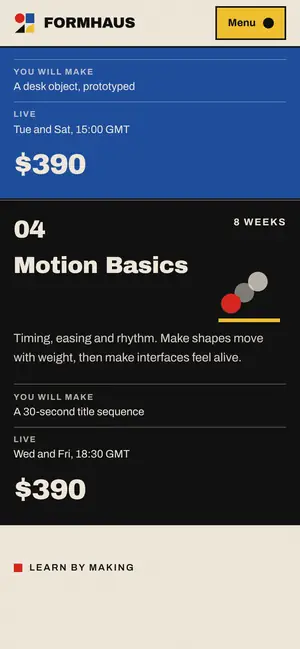 FORMHAUS
Menu
YOU WILL MAKE
A desk object, prototyped
LIVE
Tue and Sat, 15:00 GMT
$390
04
8 WEEKS
Motion Basics
Timing, easing and rhythm. Make shapes move
with weight, then make interfaces feel alive.
YOU WILL MAKE
A 30-second title sequence
LIVE
Wed and Fri, 18:30 GMT
$390
LEARN BY MAKING